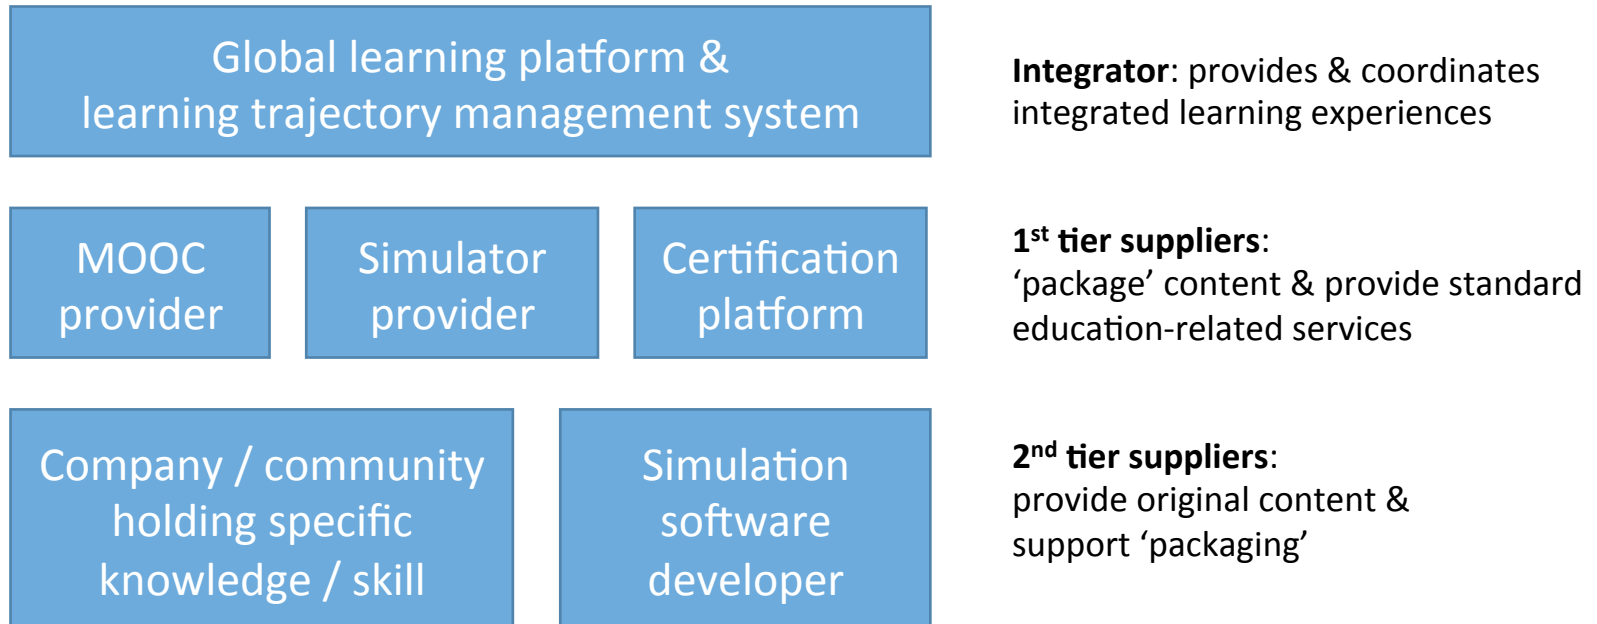 Global learning platform &
learning trajectory management system
Integrator: provides & coordinates
integrated learning experiences
MOOC
provider
Simulator
provider
Certification
platform
1st tier suppliers:
‘package’ content & provide standard
education-related services
Company / community
holding specific
knowledge / skill
Simulation
software
developer
2nd tier suppliers:
provide original content &
support ‘packaging’